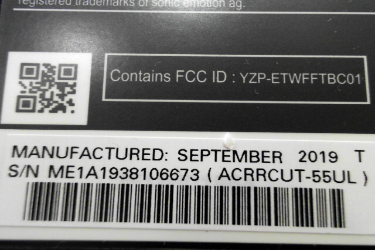 registered trademarks of sonic emotion ag.
Contains FCC ID : YZP-ETWFFTBC01
MANUFACTURED: SEPTEMBER 2019 T
S/N ME1A1938106673 ( ACRRCUT-55UL )